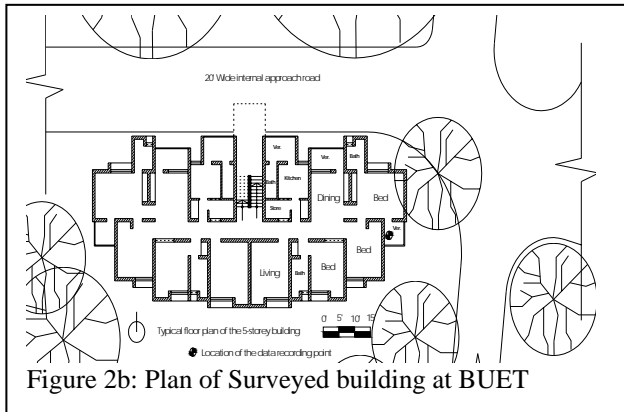 20' Wide internal approach road
Ver.
Ver.
Bath
Bath
Kitchen
Store
Dining
Bed
Ver.
Bed
Living
Bath
Bed
0' 5' 10' 15'
Typical floor plan of the 5-storey building
Location of the data recording point
Figure 2b: Plan of Surveyed building at BUET